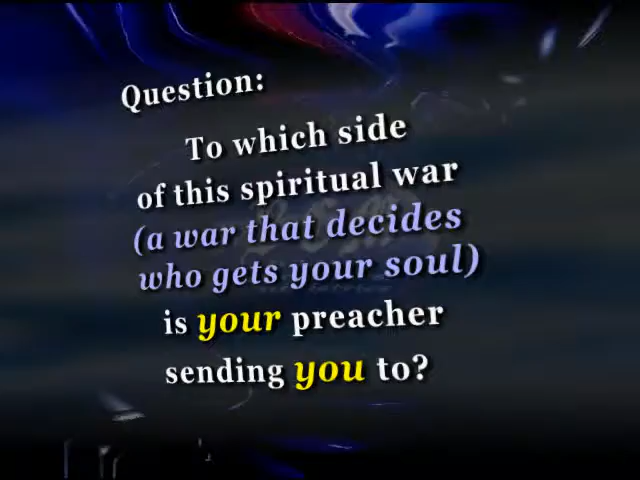 Question:
To which side
of this spiritual war
(a war that decides
who gets your soul)
is your preacher
sending you to?